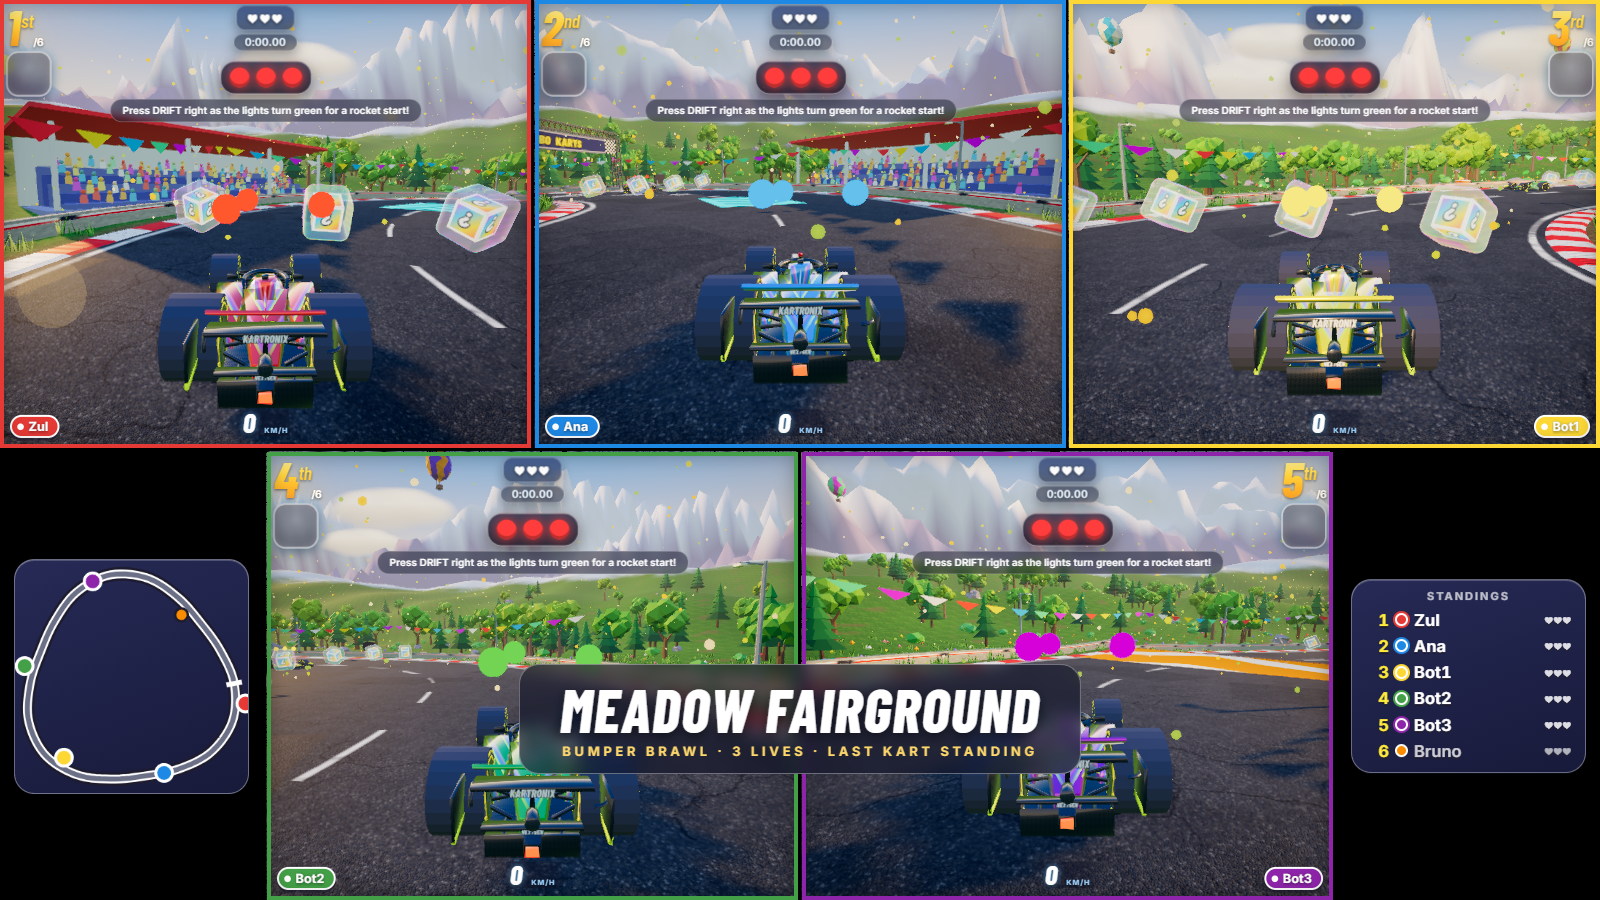 1st
/6
0:00.00
Press DRIFT right as the lights turn green for a rocket start!
KARTRONIX
0
KM/H
Zul
2nd
/6
0:00.00
Press DRIFT right as the lights turn green for a rocket start!
KARTS
KARTRONIX
0
KM/H
Ana
3rd
/6
0:00.00
Press DRIFT right as the lights turn green for a rocket start!
KARTRONIX
0
KM/H
Bot1
4th
/6
0:00.00
Press DRIFT right as the lights turn green for a rocket start!
KARTRONIX
0
KM/H
Bot2
5th
/6
0:00.00
Press DRIFT right as the lights turn green for a rocket start!
0
KM/H
Bot3
MEADOW FAIRGROUND
BUMPER BRAWL · 3 LIVES · LAST KART STANDING
STANDINGS
1 Zul
2 Ana
3 Bot1
4 Bot2
5 Bot3
6 Bruno